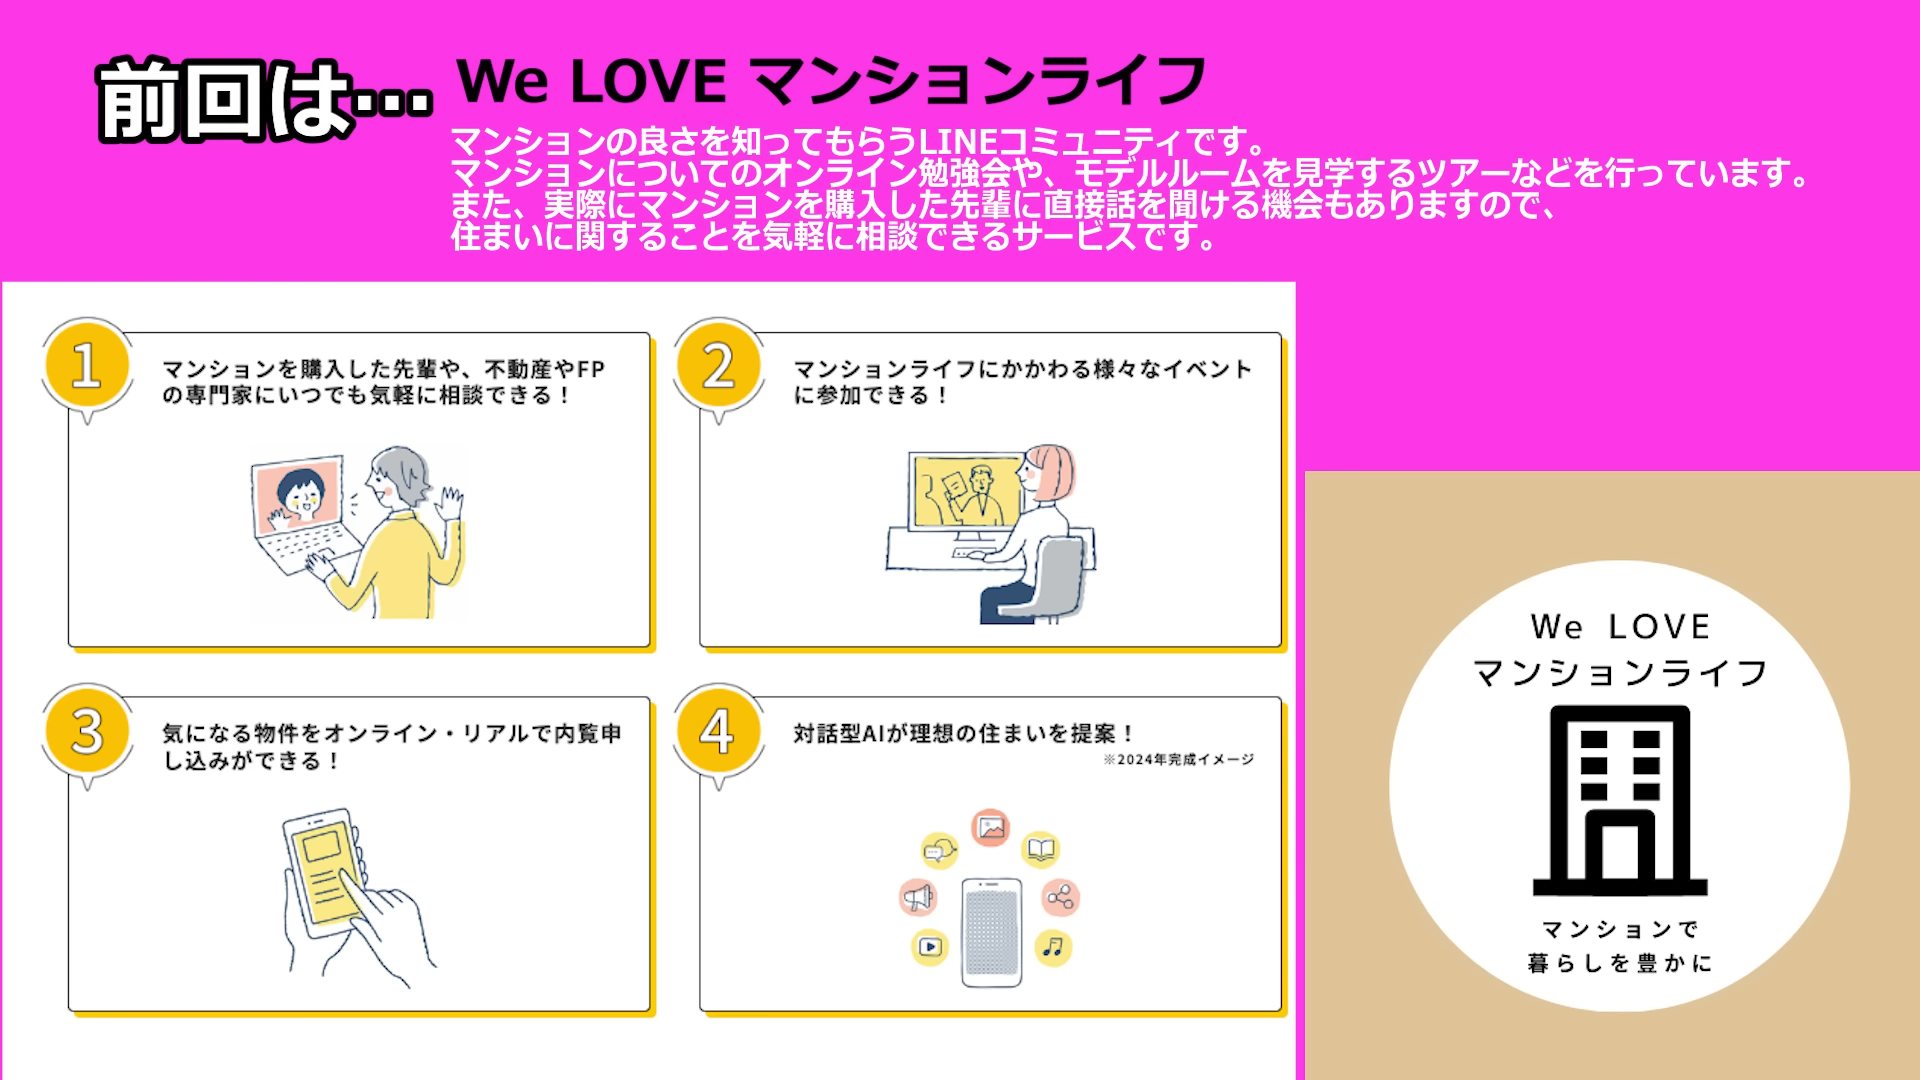 前回は…
We LOVE マンションライフ
マンションの良さを知ってもらうLINEコミュニティです。
マンションについてのオンライン勉強会や、モデルルームを見学するツアーなどを行っています。
また、実際にマンションを購入した先輩に直接話を聞ける機会もありますので、
住まいに関することを気軽に相談できるサービスです。
1
マンションを購入した先輩や、不動産やFP
の専門家にいつでも気軽に相談できる！
2
マンションライフにかかわる様々なイベント
に参加できる！
3
気になる物件をオンライン・リアルで内覧申
し込みができる！
4
対話型AIが理想の住まいを提案！
※2024年完成イメージ
We LOVE
マンションライフ
マンションで
暮らしを豊かに